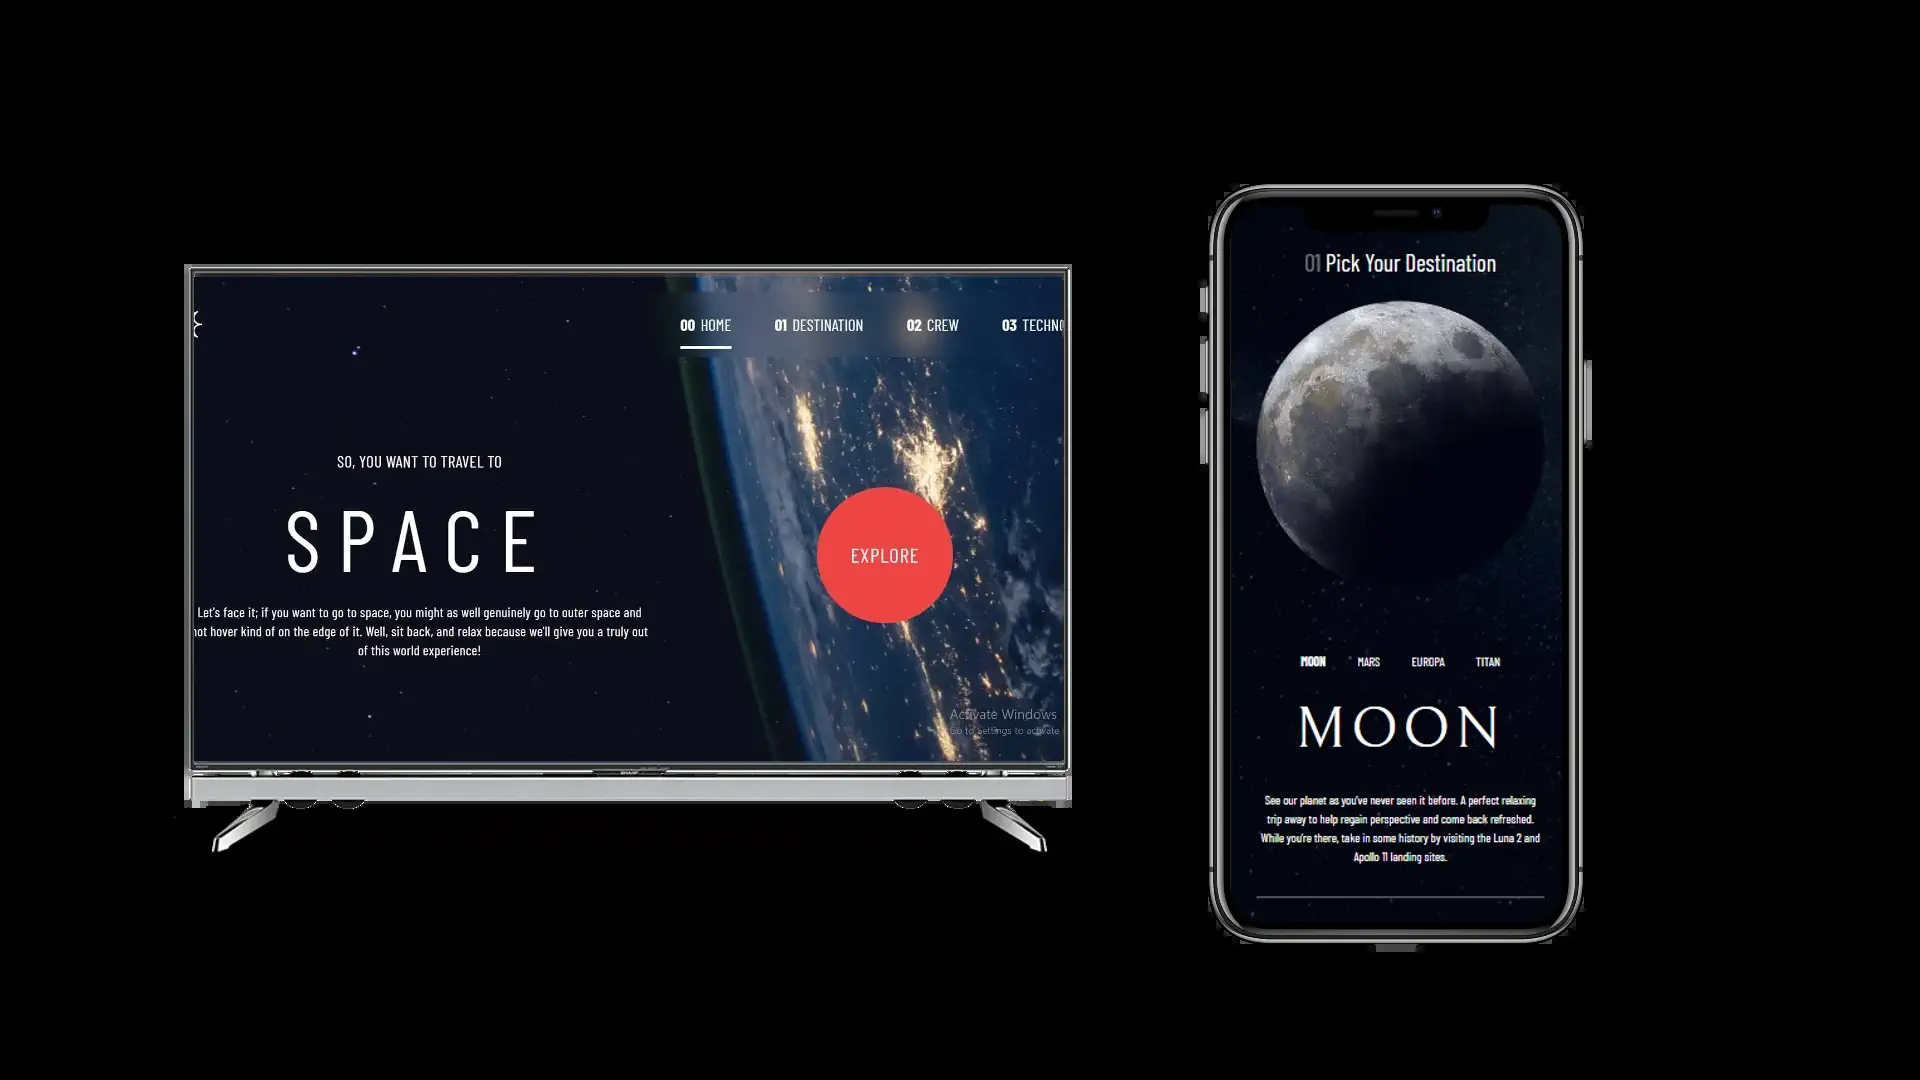 00 HOME 01 DESTINATION 02 CREW 03 TECHNO
SO, YOU WANT TO TRAVEL TO
SPACE
Let's face it; if you want to go to space, you might as well genuinely go to outer space and
not hover kind of on the edge of it. Well, sit back, and relax because we'll give you a truly out
of this world experience!
EXPLORE
Activate Windows
Go to Settings to activate
01 Pick Your Destination
MOON MARS EUROPA TITAN
MOON
See our planet as you've never seen it before. A perfect relaxing
trip away to help regain perspective and come back refreshed.
While you're there, take in some history by visiting the Luna 2 and
Apollo 11 landing sites.